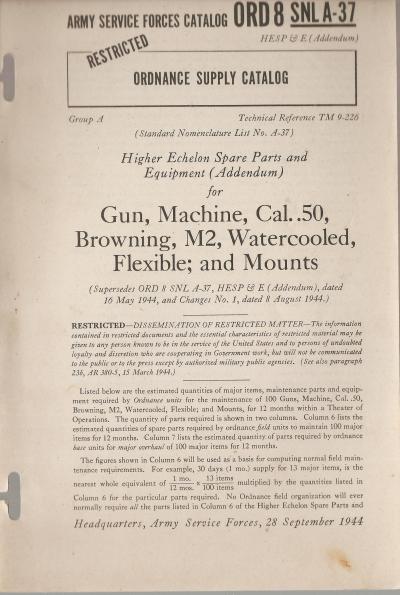 ARMY SERVICE FORCES CATALOG ORD 8 SNL A-37
HESP & E (Addendum)
RESTRICTED
ORDNANCE SUPPLY CATALOG
Group A Technical Reference TM 9-226
(Standard Nomenclature List No. A-37)
Higher Echelon Spare Parts and
Equipment (Addendum)
for
Gun, Machine, Cal. .50,
Browning, M2, Watercooled,
Flexible; and Mounts
(Supersedes ORD 8 SNL A-37, HESP & E (Addendum), dated
16 May 1944, and Changes No. 1, dated 8 August 1944.)
RESTRICTED—DISSEMINATION OF RESTRICTED MATTER—The information
contained in restricted documents and the essential characteristics of restricted material may be
given to any person known to be in the service of the United States and to persons of undoubted
loyalty and discretion who are cooperating in Government work, but will not be communicated
to the public or to the press except by authorized military public agencies. (See also paragraph
23b, AR 380-5, 15 March 1944.)
Listed below are the estimated quantities of major items, maintenance parts and equip-
ment required by Ordnance units for the maintenance of 100 Guns, Machine, Cal. .50,
Browning, M2, Watercooled, Flexible; and Mounts, for 12 months within a Theater of
Operations. The quantity of parts required is shown in two columns. Column 6 lists the
estimated quantities of spare parts required by ordnance field units to maintain 100 major
items for 12 months. Column 7 lists the estimated quantity of parts required by ordnance
base units for major overhaul of 100 major items for 12 months.
The figures shown in Column 6 will be used as a basis for computing normal field main-
tenance requirements. For example, 30 days (1 mo.) supply for 13 major items, is the
nearest whole equivalent of 1 mo./12 mos. x 13 items/100 items multiplied by the quantities listed in
Column 6 for the particular parts required. No Ordnance field organization will ever
normally require all the parts listed in Column 6 of the Higher Echelon Spare Parts and
Headquarters, Army Service Forces, 28 September 1944